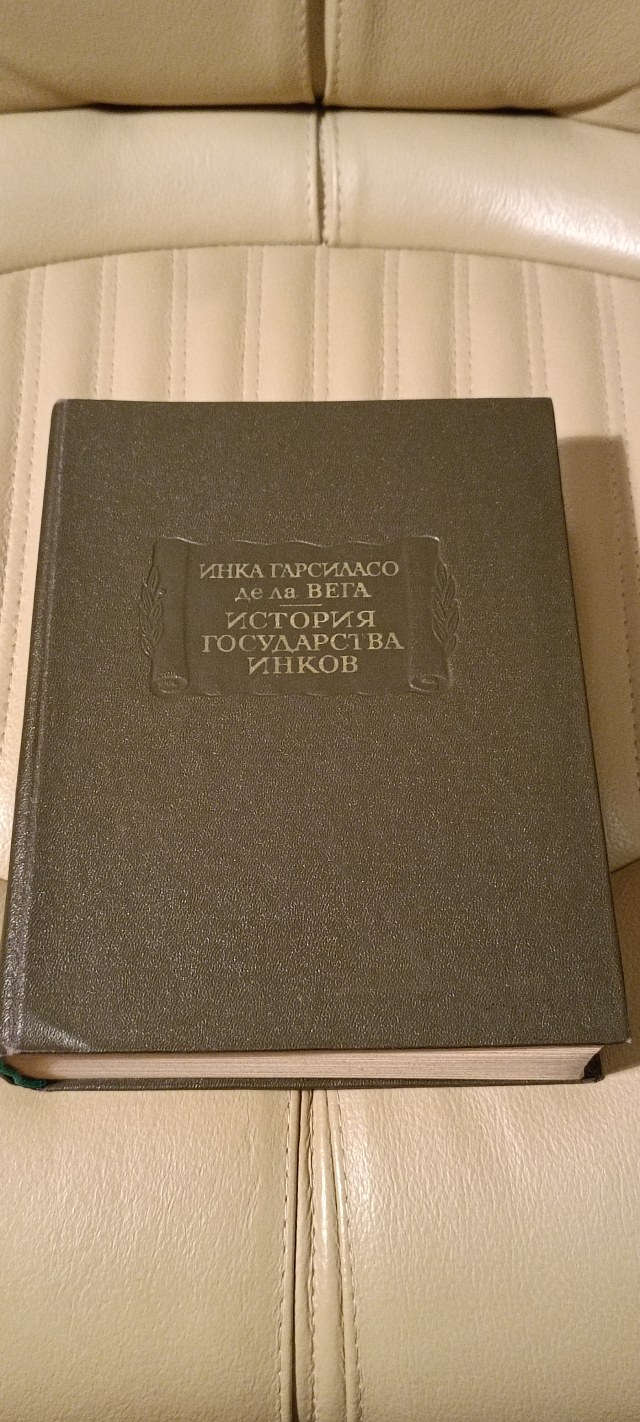 ИНКА ГАРСИЛАСО
де ла ВЕГА
ИСТОРИЯ
ГОСУДАРСТВА
ИНКОВ